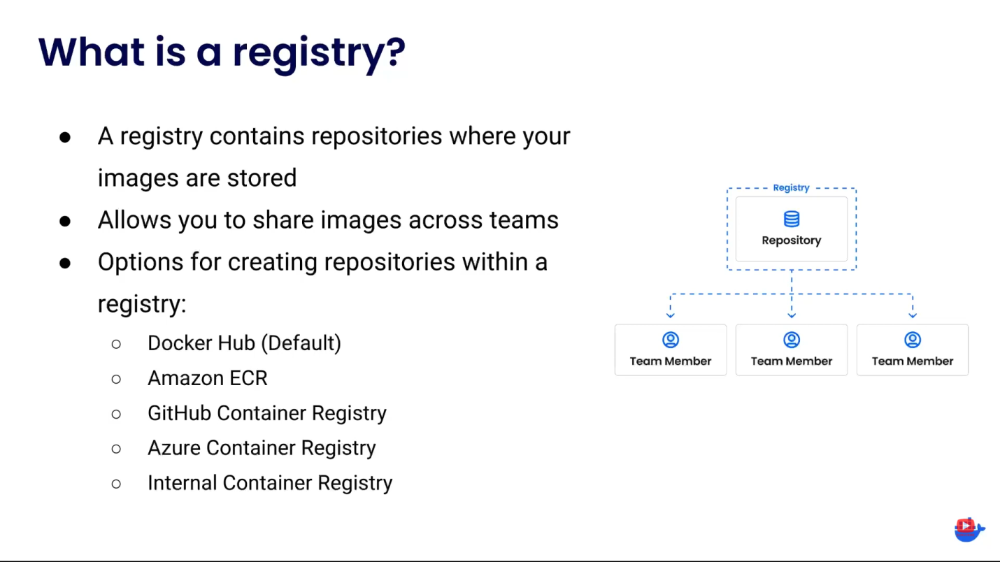 What is a registry?
● A registry contains repositories where your
images are stored
● Allows you to share images across teams
● Options for creating repositories within a
registry:
○ Docker Hub (Default)
○ Amazon ECR
○ GitHub Container Registry
○ Azure Container Registry
○ Internal Container Registry
Registry
Repository
Team Member
Team Member
Team Member